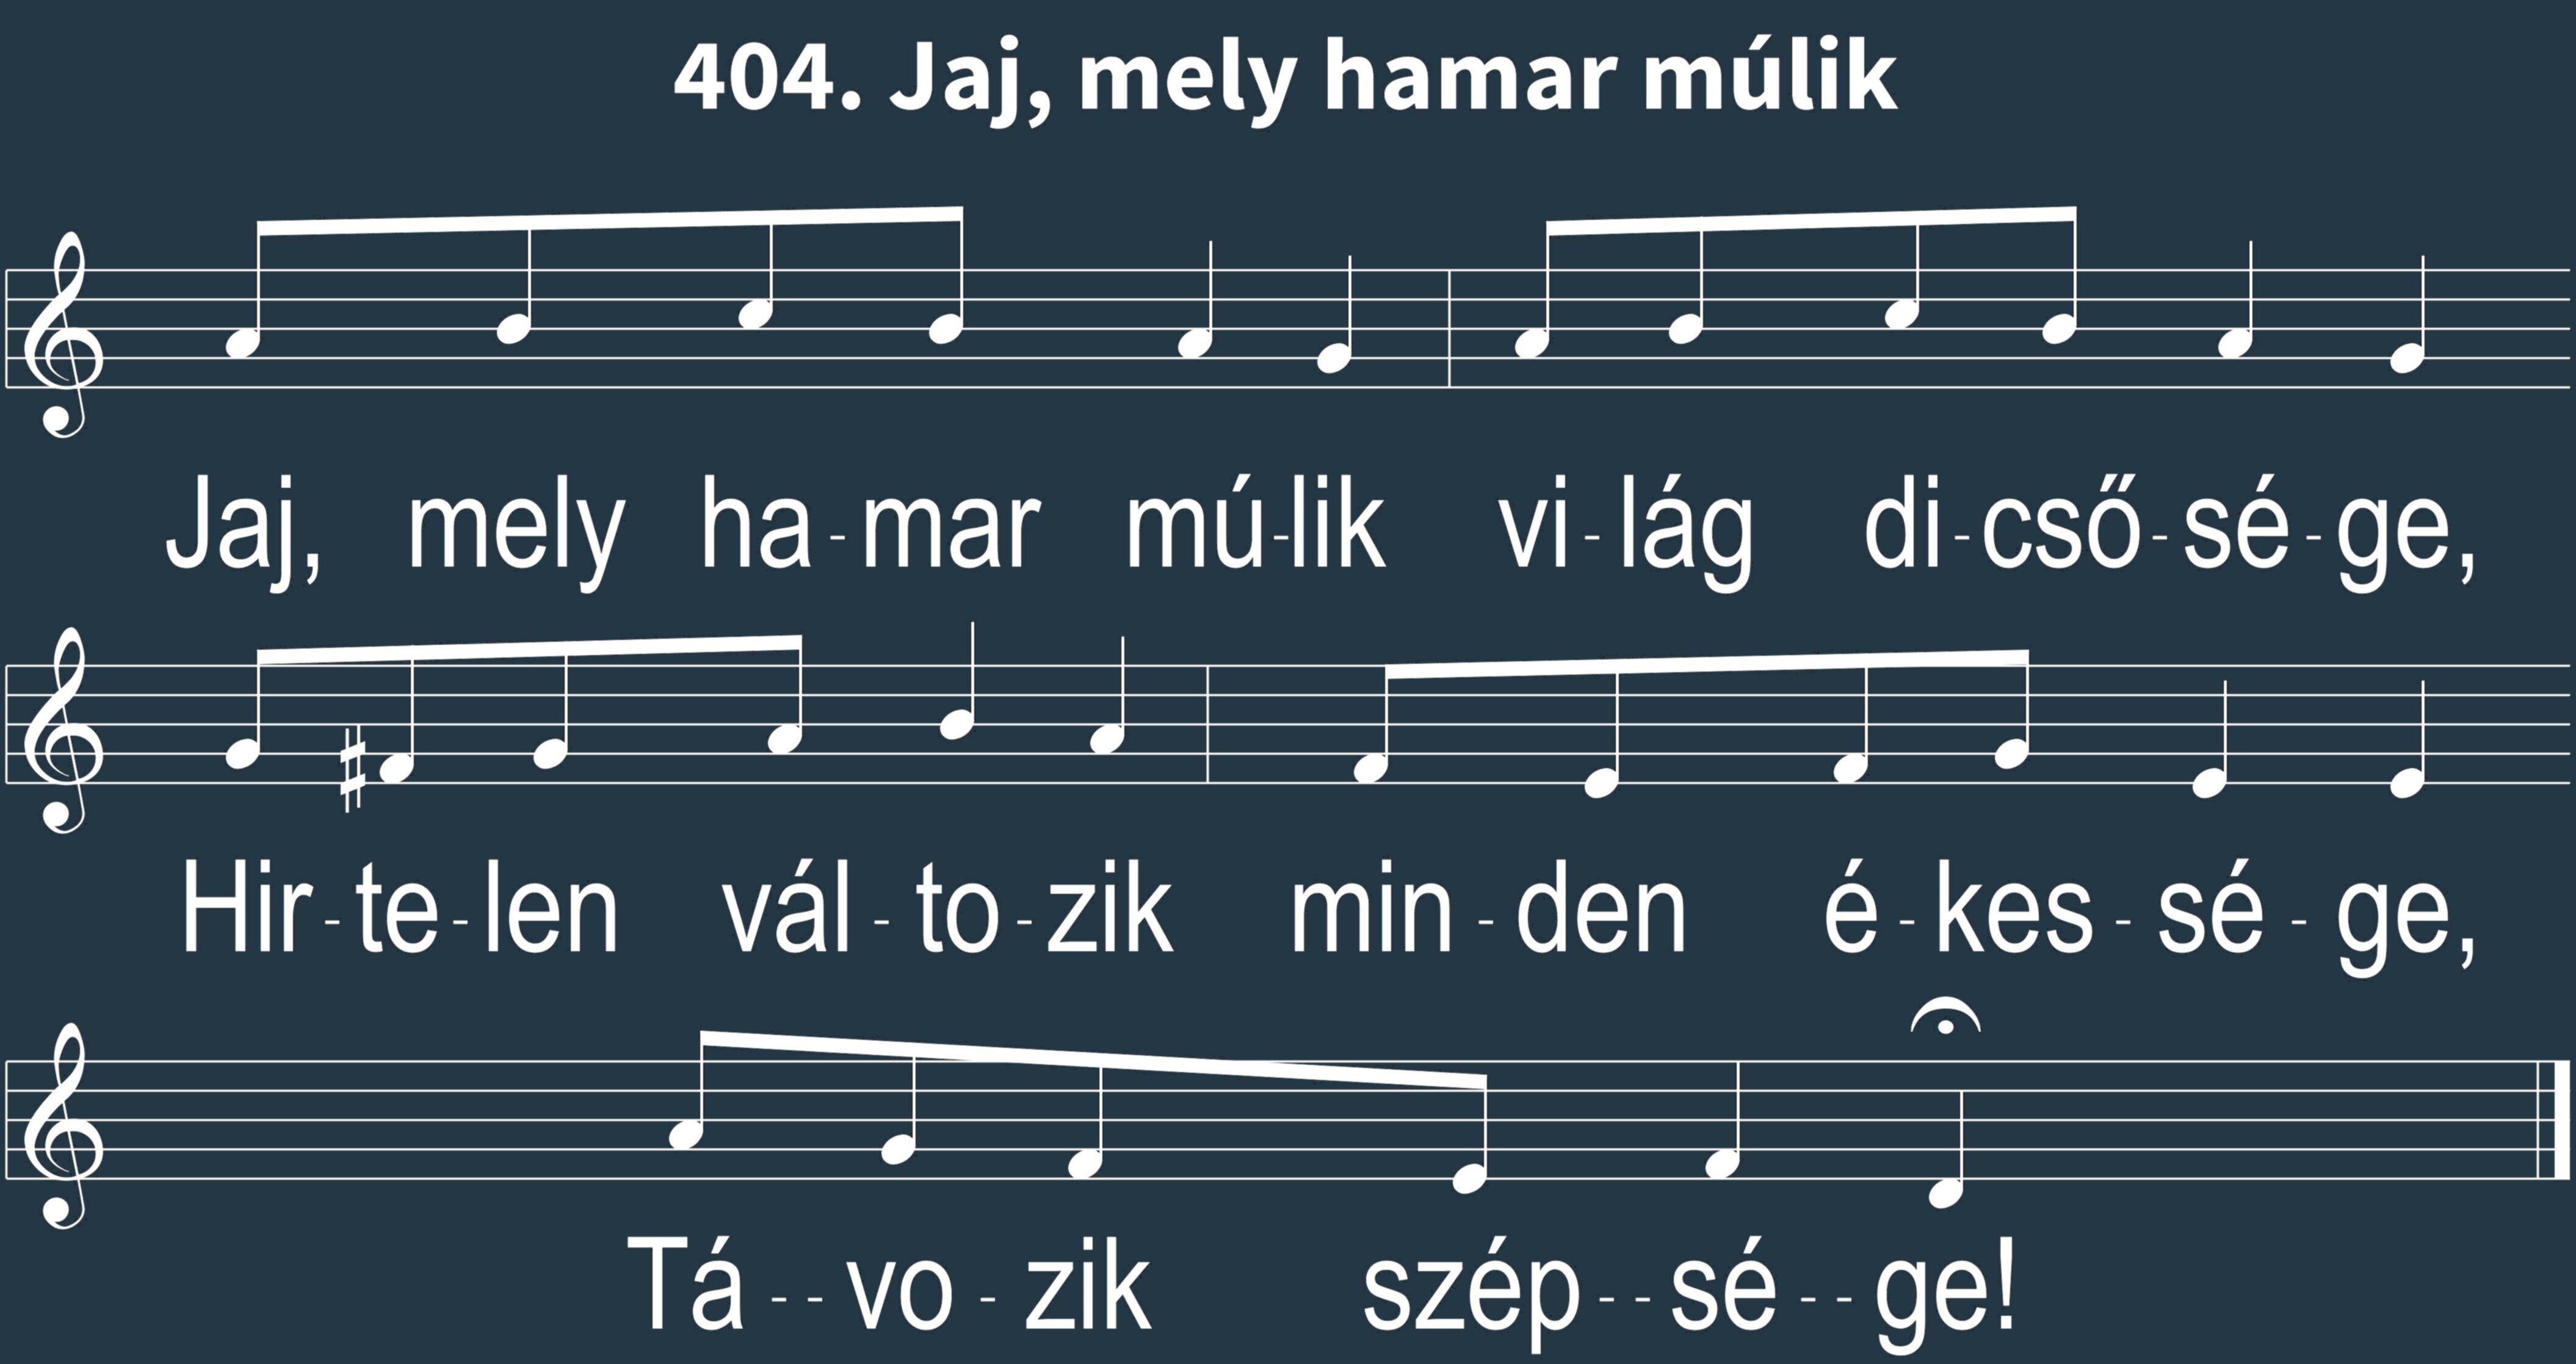 404. Jaj, mely hamar múlik
Jaj, mely ha-mar mú-lik vi-lág di-cső-sé-ge,
Hir-te-len vál-to-zik min-den é-kes-sé-ge,
Tá--vo-zik szép--sé--ge!